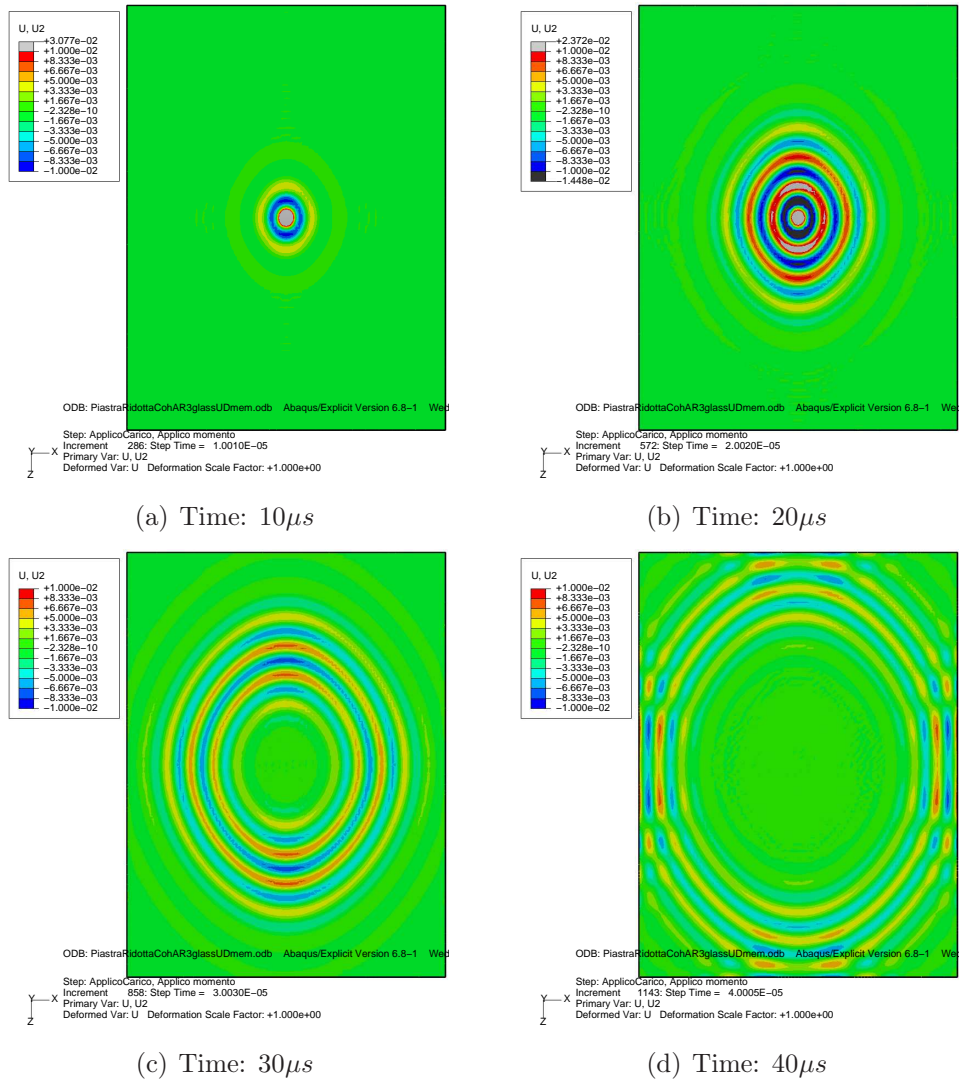 U, U2
+3.077e−02
+1.000e−02
+8.333e−03
+6.667e−03
+5.000e−03
+3.333e−03
+1.667e−03
−2.328e−10
−1.667e−03
−3.333e−03
−5.000e−03
−6.667e−03
−8.333e−03
−1.000e−02
ODB: PiastraRidottaCohAR3glassUDmem.odb Abaqus/Explicit Version 6.8−1 Wed
Step: ApplicoCarico, Applico momento
Increment 286: Step Time = 1.0010E−05
Primary Var: U, U2
Deformed Var: U Deformation Scale Factor: +1.000e+00
Y
X
Z
(a) Time: 10μs
U, U2
+2.372e−02
+1.000e−02
+8.333e−03
+6.667e−03
+5.000e−03
+3.333e−03
+1.667e−03
−2.328e−10
−1.667e−03
−3.333e−03
−5.000e−03
−6.667e−03
−8.333e−03
−1.000e−02
−1.448e−02
ODB: PiastraRidottaCohAR3glassUDmem.odb Abaqus/Explicit Version 6.8−1 Wed
Step: ApplicoCarico, Applico momento
Increment 572: Step Time = 2.0020E−05
Primary Var: U, U2
Deformed Var: U Deformation Scale Factor: +1.000e+00
Y
X
Z
(b) Time: 20μs
U, U2
+1.000e−02
+8.333e−03
+6.667e−03
+5.000e−03
+3.333e−03
+1.667e−03
−2.328e−10
−1.667e−03
−3.333e−03
−5.000e−03
−6.667e−03
−8.333e−03
−1.000e−02
ODB: PiastraRidottaCohAR3glassUDmem.odb Abaqus/Explicit Version 6.8−1 Wed
Step: ApplicoCarico, Applico momento
Increment 858: Step Time = 3.0030E−05
Primary Var: U, U2
Deformed Var: U Deformation Scale Factor: +1.000e+00
Y
X
Z
(c) Time: 30μs
U, U2
+1.000e−02
+8.333e−03
+6.667e−03
+5.000e−03
+3.333e−03
+1.667e−03
−2.328e−10
−1.667e−03
−3.333e−03
−5.000e−03
−6.667e−03
−8.333e−03
−1.000e−02
ODB: PiastraRidottaCohAR3glassUDmem.odb Abaqus/Explicit Version 6.8−1 Wed
Step: ApplicoCarico, Applico momento
Increment 1143: Step Time = 4.0005E−05
Primary Var: U, U2
Deformed Var: U Deformation Scale Factor: +1.000e+00
Y
X
Z
(d) Time: 40μs